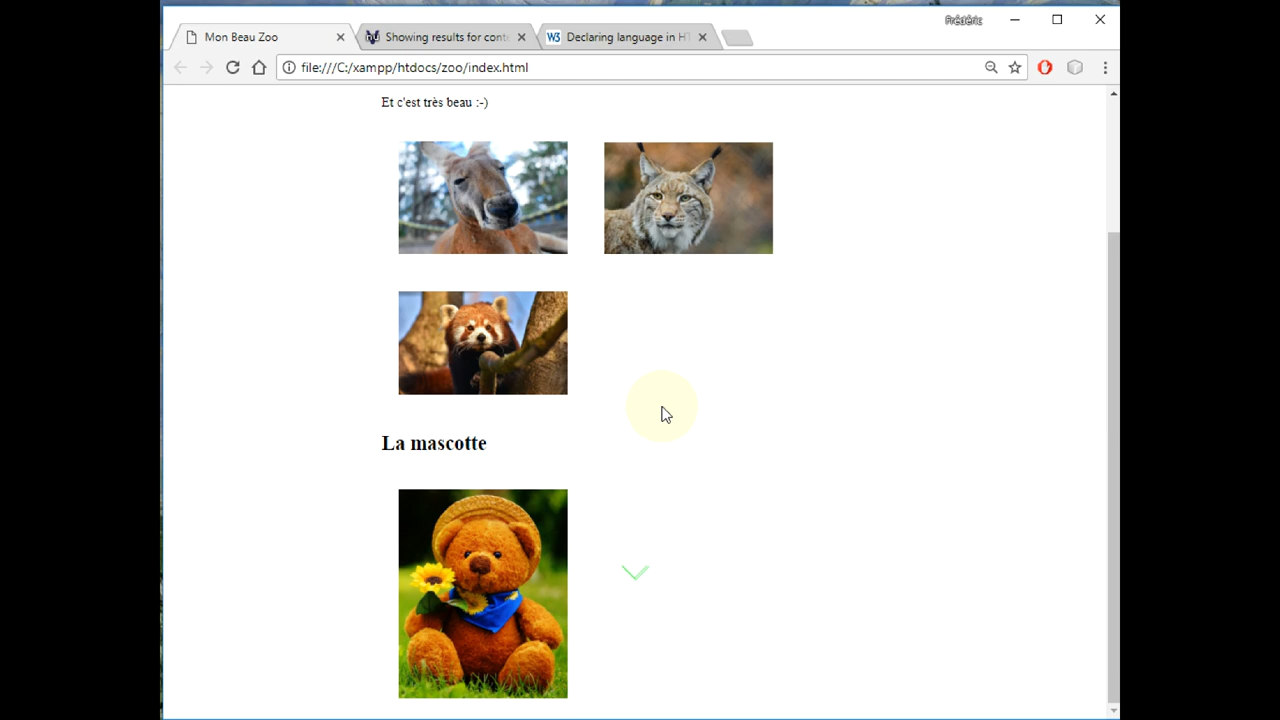 Frédéric
Mon Beau Zoo
Showing results for cont
Declaring language in HT
file:///C:/xampp/htdocs/zoo/index.html
Et c'est très beau :-)
La mascotte